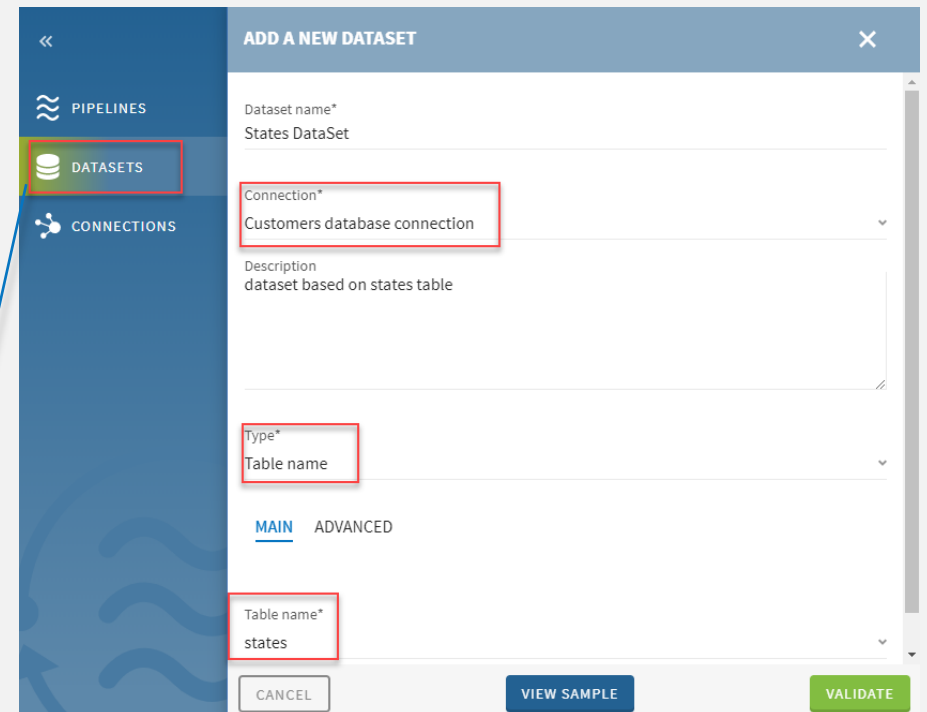 ADD A NEW DATASET
PIPELINES
DATASETS
CONNECTIONS
Dataset name*
States DataSet
Connection*
Customers database connection
Description
dataset based on states table
Type*
Table name
MAIN ADVANCED
Table name*
states
CANCEL VIEW SAMPLE VALIDATE